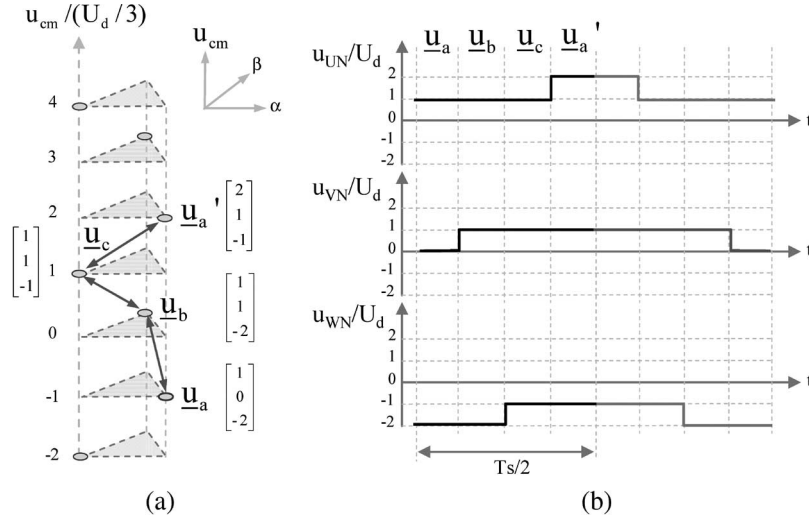 u_cm /(U_d /3)
u_cm
β
α
4
3
2
1
0
-1
-2
u_a '
[2 1 -1]
u_c
[1 1 -1]
u_b
[1 1 -2]
u_a
[1 0 -2]
(a)
u_a u_b u_c u_a '
u_UN/U_d
2
1
0
-1
-2
t
u_VN/U_d
2
1
0
-1
-2
t
u_WN/U_d
2
1
0
-1
-2
t
Ts/2
(b)